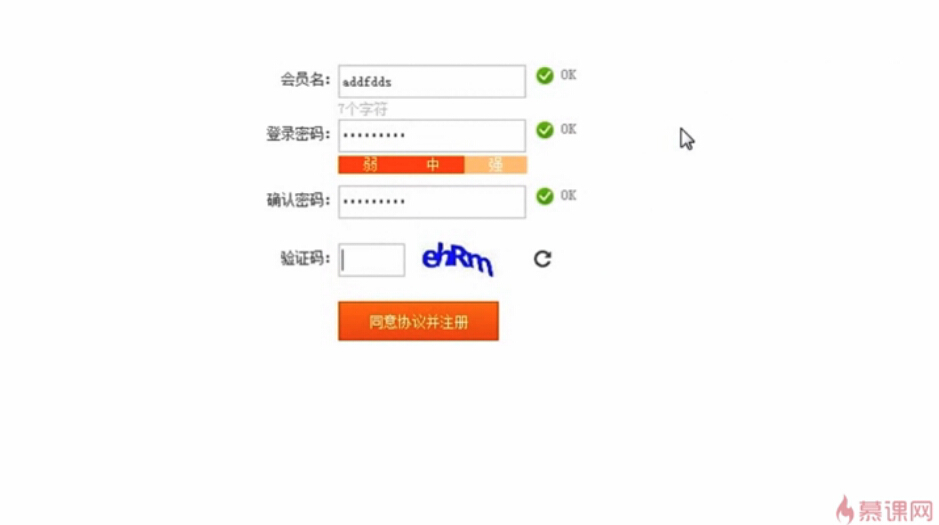 会员名： addfddz OK
7个字符
登录密码： ••••••••• OK
弱 中 强
确认密码： ••••••••• OK
验证码： ehRm
同意协议并注册
慕课网